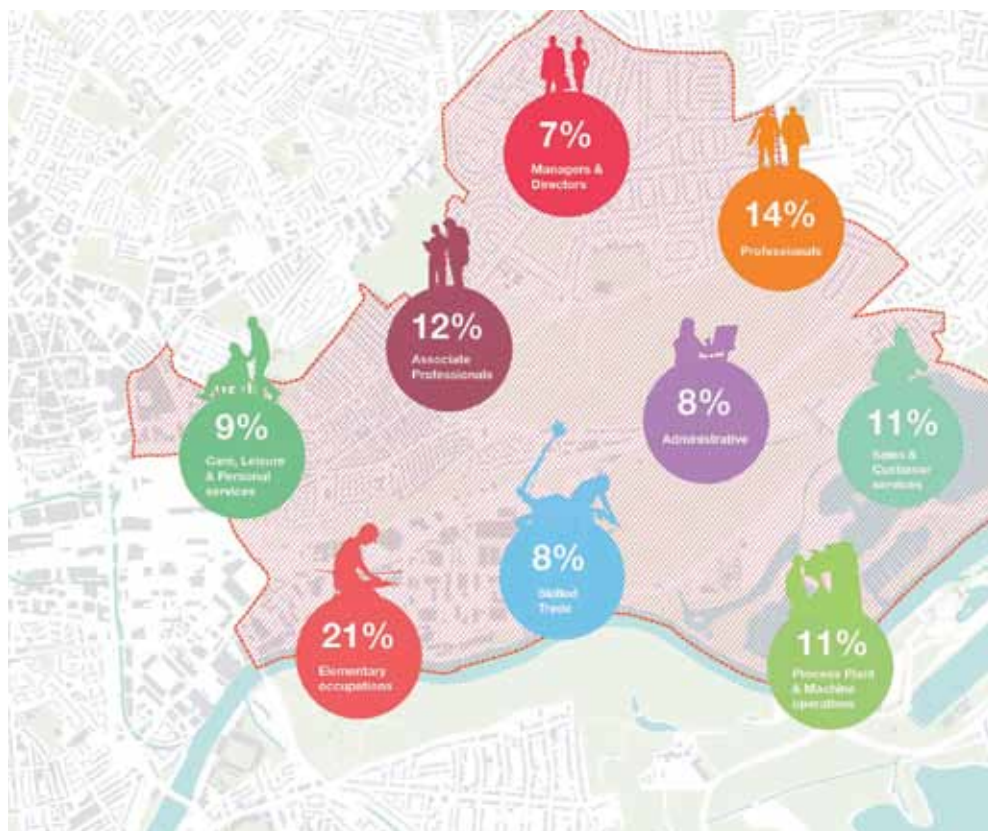 7%
Managers &
Directors
14%
Professionals
12%
Associate
Professionals
9%
Care, Leisure
& Personal
services
8%
Administrative
11%
Sales &
Customer
services
8%
Skilled
Trade
21%
Elementary
occupations
11%
Process Plant
& Machine
operations